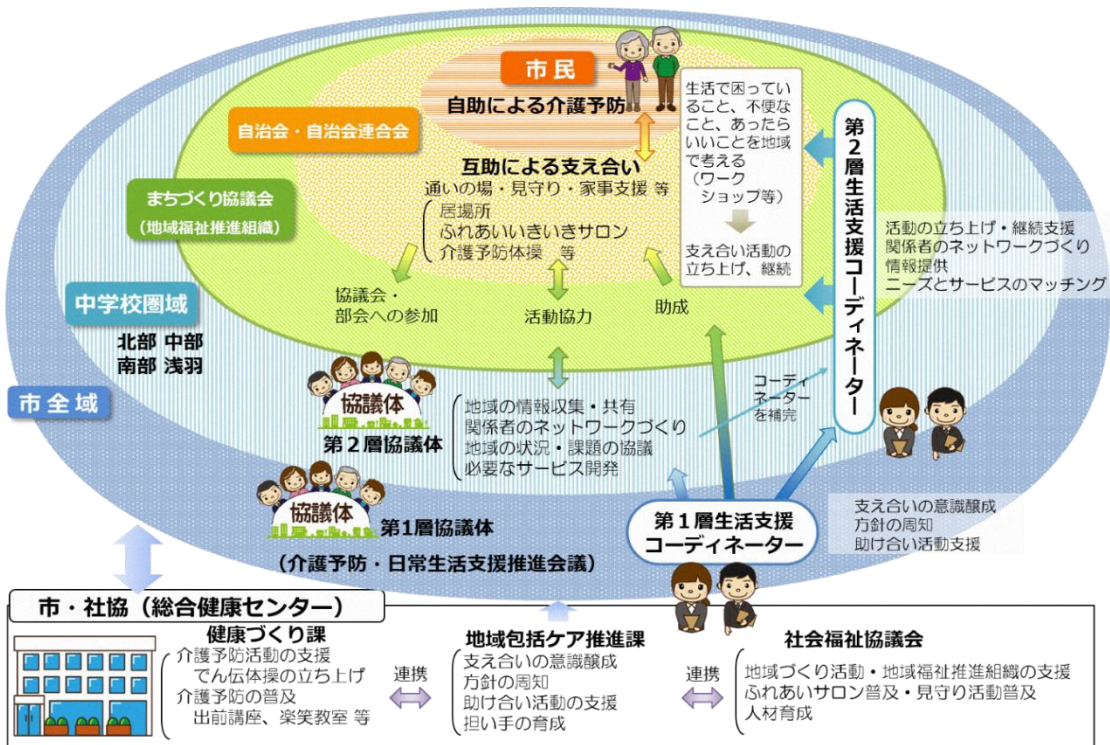 市民
自助による介護予防
自治会・自治会連合会
互助による支え合い
通いの場・見守り・家事支援 等
居場所
ふれあいいきいきサロン
介護予防体操 等
生活で困ってい
ること、不便な
こと、あったら
いいことを地域
で考える
（ワーク
ショップ等）
支え合い活動の
立ち上げ、継続
第２層生活支援コーディネーター
活動の立ち上げ・継続支援
関係者のネットワークづくり
情報提供
ニーズとサービスのマッチング
まちづくり協議会
（地域福祉推進組織）
協議会・
部会への参加
活動協力
助成
中学校圏域
北部 中部
南部 浅羽
市全域
協議体
第２層協議体
地域の情報収集・共有
関係者のネットワークづくり
地域の状況・課題の協議
必要なサービス開発
コーディ
ネーター
を補完
協議体
第1層協議体
（介護予防・日常生活支援推進会議）
第１層生活支援
コーディネーター
支え合いの意識醸成
方針の周知
助け合い活動支援
市・社協（総合健康センター）
健康づくり課
介護予防活動の支援
でん伝体操の立ち上げ
介護予防の普及
出前講座、楽笑教室 等
連携
地域包括ケア推進課
支え合いの意識醸成
方針の周知
助け合い活動の支援
担い手の育成
連携
社会福祉協議会
地域づくり活動・地域福祉推進組織の支援
ふれあいサロン普及・見守り活動普及
人材育成